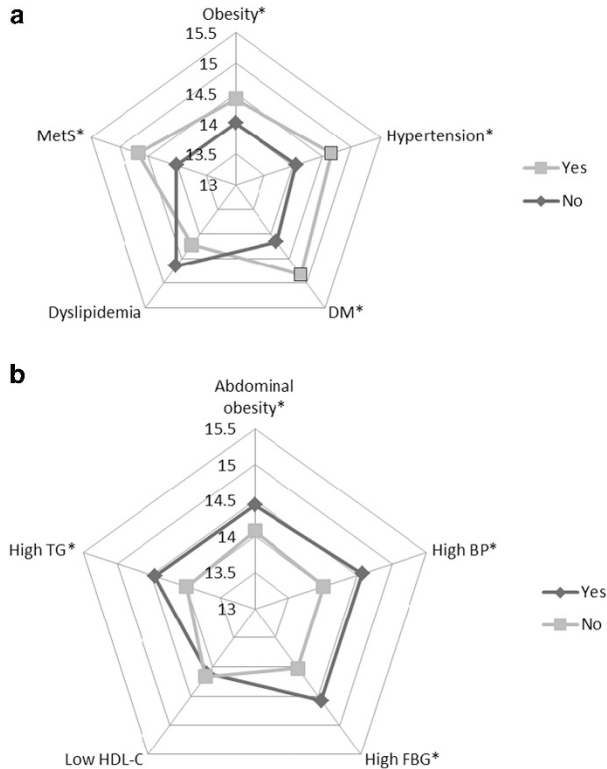 a
Obesity*
15.5
15
14.5
14
13.5
13
MetS*
Hypertension*
Yes
No
Dyslipidemia
DM*
b
Abdominal
obesity*
15.5
15
14.5
14
13.5
13
High TG*
High BP*
Yes
No
Low HDL-C
High FBG*